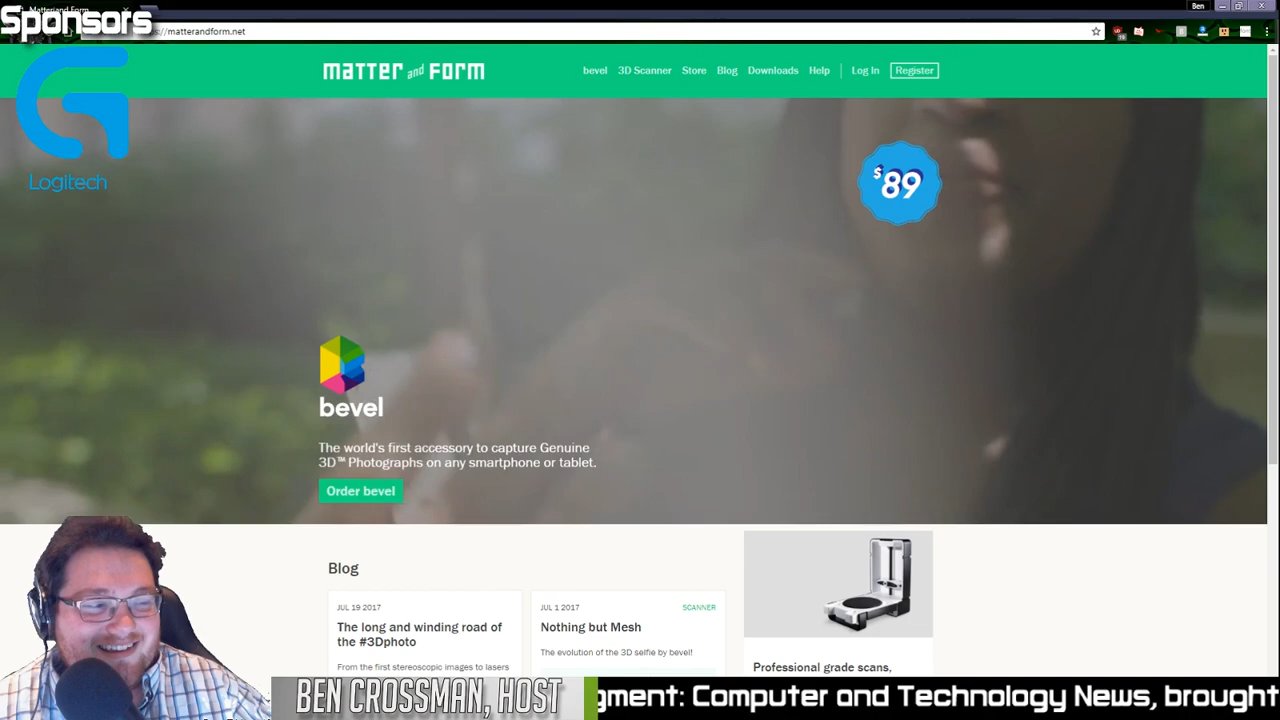 Matter and Form
Ben
Sponsors
://matterandform.net
matter and form
bevel
3D Scanner
Store
Blog
Downloads
Help
Log In
Register
Logitech
$89
bevel
The world's first accessory to capture Genuine
3D™ Photographs on any smartphone or tablet.
Order bevel
Blog
JUL 19 2017
The long and winding road of
the #3Dphoto
From the first stereoscopic images to lasers
JUL 1 2017
SCANNER
Nothing but Mesh
The evolution of the 3D selfie by bevel!
Professional grade scans,
BEN CROSSMAN, HOST
gment: Computer and Technology News, brought